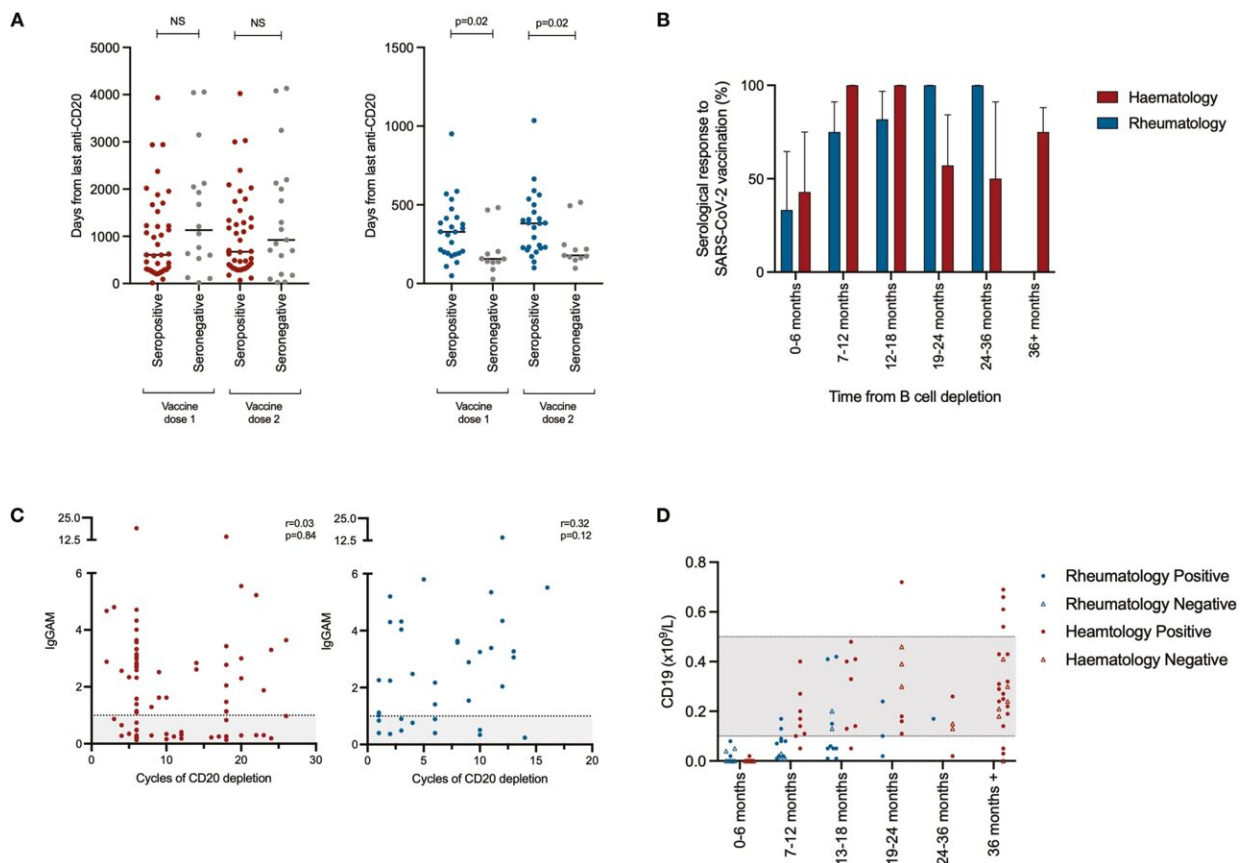 A
NS
NS
5000
4000
3000
2000
1000
0
Days from last anti-CD20
Seropositive
Seronegative
Seropositive
Seronegative
Vaccine
dose 1
Vaccine
dose 2
p=0.02
p=0.02
1500
1000
500
0
Days from last anti-CD20
Seropositive
Seronegative
Seropositive
Seronegative
Vaccine
dose 1
Vaccine
dose 2
B
Serological response to
SARS-CoV-2 vaccination (%)
100
50
0
0-6 months
7-12 months
12-18 months
19-24 months
24-36 months
36+ months
Time from B cell depletion
Haematology
Rheumatology
C
25.0
12.5
6
4
2
0
IgGAM
r=0.03
p=0.84
0
10
20
30
Cycles of CD20 depletion
25.0
12.5
6
4
2
0
IgGAM
r=0.32
p=0.12
0
5
10
15
20
Cycles of CD20 depletion
D
CD19 (x10⁹/L)
0.8
0.6
0.4
0.2
0.0
0-6 months
7-12 months
13-18 months
19-24 months
24-36 months
36 months +
Rheumatology Positive
Rheumatology Negative
Heamtology Positive
Haematology Negative